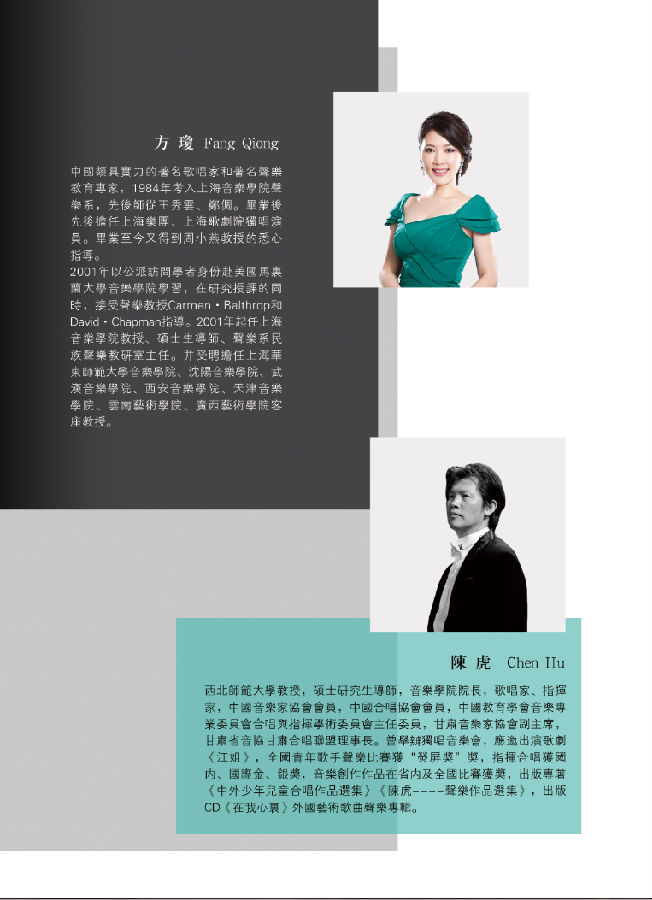 方 瓊 Fang Qiong
中國頗具實力的著名歌唱家和著名聲樂
教育專家，1984年考入上海音樂學院聲
樂系，先後師從王秀雲、鄭倜。畢業後
先後擔任上海樂團、上海歌劇院獨唱演
員。畢業至今又得到周小燕教授的悉心
指導。
2001年以公派訪問學者身份赴美國馬裏
蘭大學音樂學院學習，在研究授課的同
時，接受聲樂教授Carmen·Balthrop和
David·Chapman指導。2001年起任上海
音樂學院教授、碩士生導師、聲樂系民
族聲樂教研室主任。并受聘擔任上海華
東師範大學音樂學院、沈陽音樂學院、武
漢音樂學院、西安音樂學院、天津音樂
學院、雲南藝術學院、廣西藝術學院客
座教授。
陳 虎 Chen Hu
西北師範大學教授，碩士研究生導師，音樂學院院長，歌唱家、指揮
家，中國音樂家協會會員，中國合唱協會會員，中國教育學會音樂專
業委員會合唱與指揮學術委員會主任委員，甘肅音樂家協會副主席，
甘肅省音協甘肅合唱聯盟理事長。曾舉辦獨唱音樂會，應邀出演歌劇
《江姐》，全國青年歌手聲樂比賽獲“熒屏獎”獎，指揮合唱獲國
內、國際金、銀獎，音樂創作作品在省內及全國比賽獲獎，出版專著
《中外少年兒童合唱作品選集》《陳虎----聲樂作品選集》，出版
CD《在我心裏》外國藝術歌曲聲樂專輯。